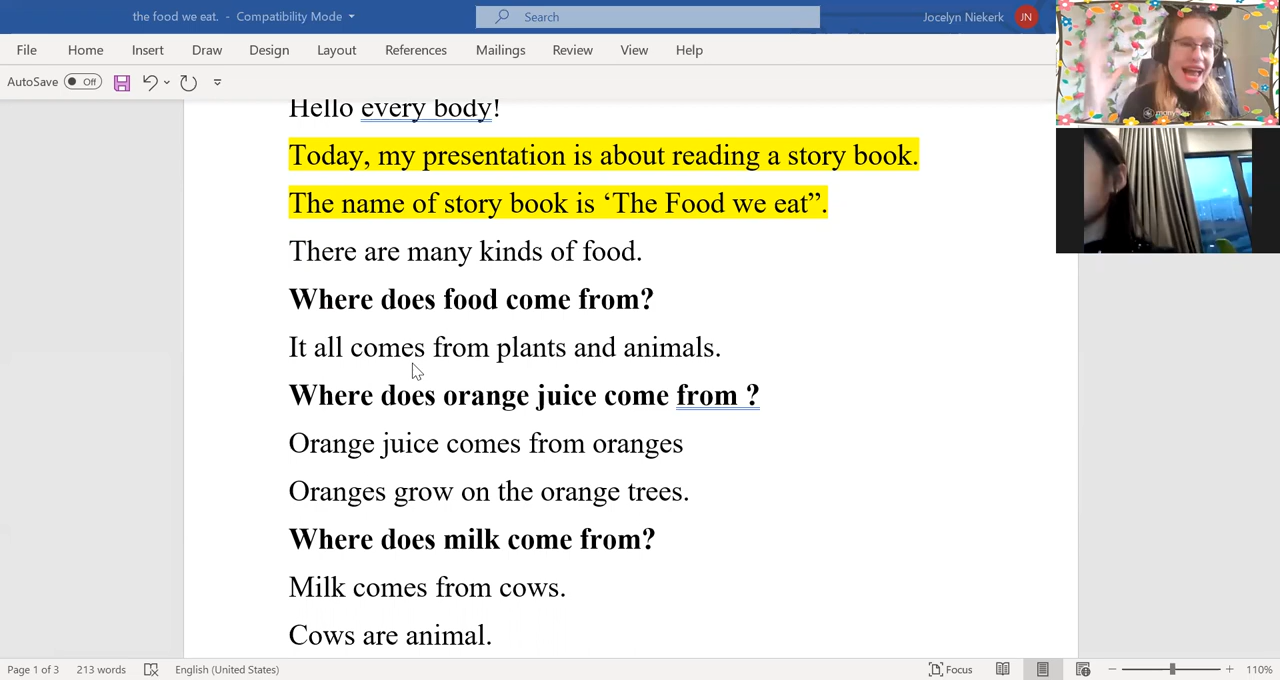 the food we eat. - Compatibility Mode
Search
Jocelyn Niekerk
JN
File Home Insert Draw Design Layout References Mailings Review View Help
AutoSave Off
Hello every body!
Today, my presentation is about reading a story book.
The name of story book is ‘The Food we eat”.
There are many kinds of food.
Where does food come from?
It all comes from plants and animals.
Where does orange juice come from ?
Orange juice comes from oranges
Oranges grow on the orange trees.
Where does milk come from?
Milk comes from cows.
Cows are animal.
Page 1 of 3 213 words English (United States) Focus 110%